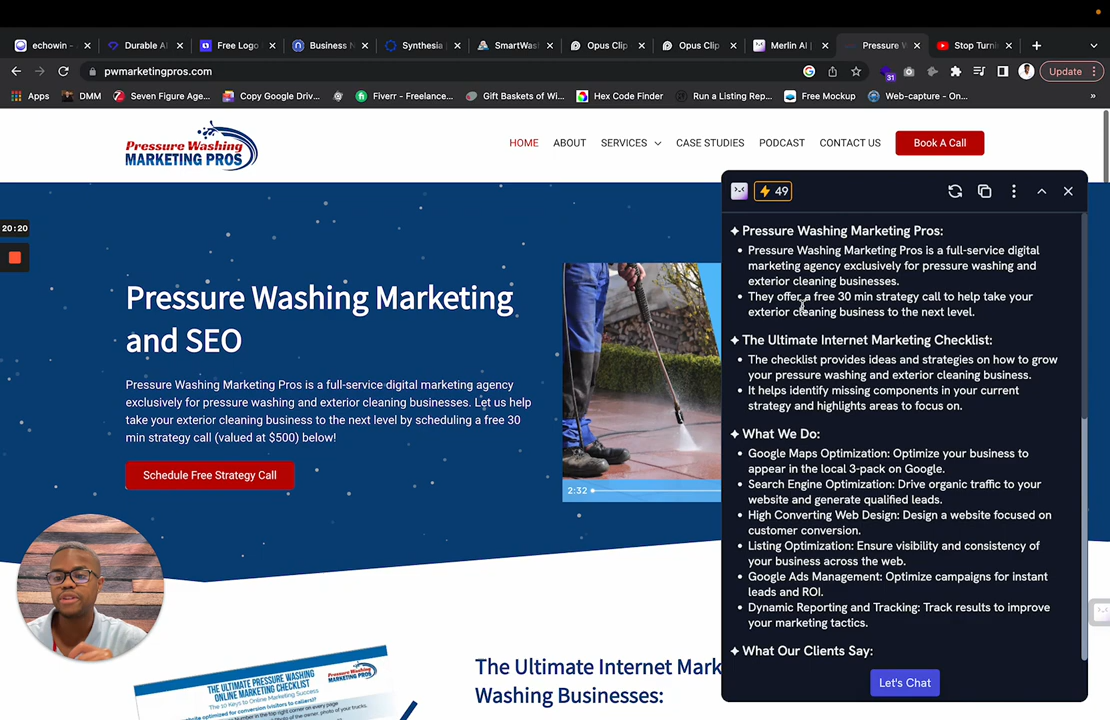 echowin -
Durable AI
Free Logo
Business N
Synthesia
SmartWas
Opus Clip
Opus Clip
Merlin AI |
Pressure W
Stop Turni
pwmarketingpros.com
31
Update
Apps
DMM
Seven Figure Age...
Copy Google Driv...
Fiverr - Freelance...
Gift Baskets of Wi...
Hex Code Finder
Run a Listing Rep...
Free Mockup
Web-capture - On...
»
Pressure Washing
MARKETING PROS
HOME
ABOUT
SERVICES
CASE STUDIES
PODCAST
CONTACT US
Book A Call
20:20
Pressure Washing Marketing
and SEO
Pressure Washing Marketing Pros is a full-service digital marketing agency
exclusively for pressure washing and exterior cleaning businesses. Let us help
take your exterior cleaning business to the next level by scheduling a free 30
min strategy call (valued at $500) below!
Schedule Free Strategy Call
2:32
49
Pressure Washing Marketing Pros:
• Pressure Washing Marketing Pros is a full-service digital
marketing agency exclusively for pressure washing and
exterior cleaning businesses.
• They offer a free 30 min strategy call to help take your
exterior cleaning business to the next level.
The Ultimate Internet Marketing Checklist:
• The checklist provides ideas and strategies on how to grow
your pressure washing and exterior cleaning business.
• It helps identify missing components in your current
strategy and highlights areas to focus on.
What We Do:
• Google Maps Optimization: Optimize your business to
appear in the local 3-pack on Google.
• Search Engine Optimization: Drive organic traffic to your
website and generate qualified leads.
• High Converting Web Design: Design a website focused on
customer conversion.
• Listing Optimization: Ensure visibility and consistency of
your business across the web.
• Google Ads Management: Optimize campaigns for instant
leads and ROI.
• Dynamic Reporting and Tracking: Track results to improve
your marketing tactics.
What Our Clients Say:
Let's Chat
The Ultimate Internet Mark
Washing Businesses:
THE ULTIMATE PRESSURE WASHING
ONLINE MARKETING CHECKLIST
The 10 Keys to Online Marketing Success
Pressure Washing
MARKETING PROS